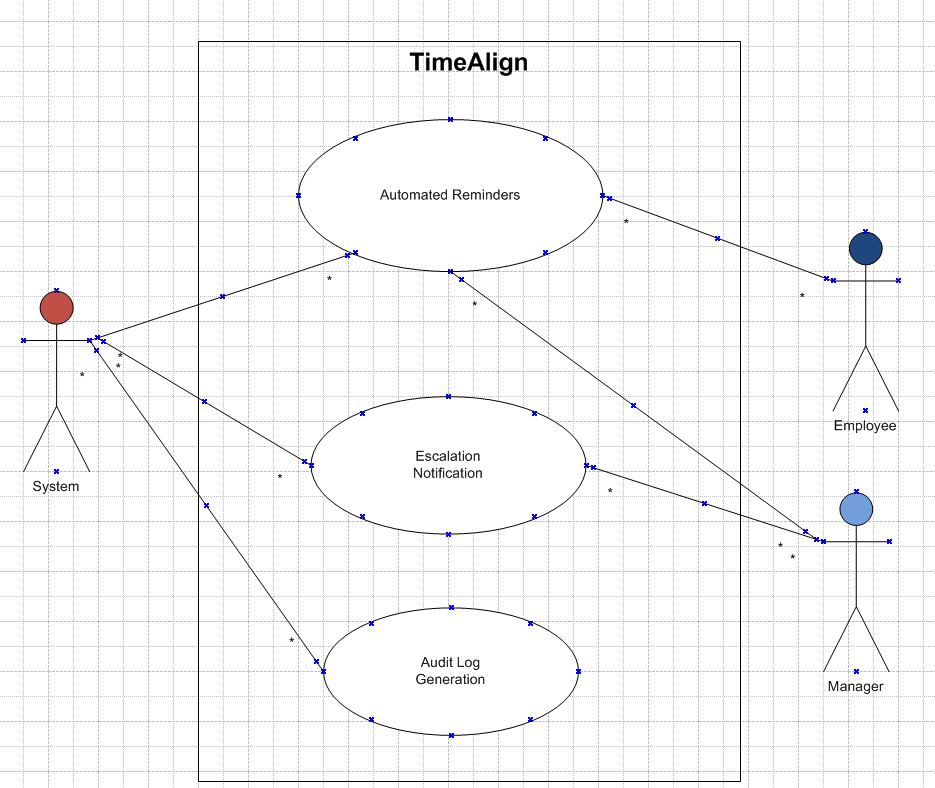 TimeAlign
Automated Reminders
*
*
*
*
*
*
*
Employee
Escalation
Notification
*
*
System
*
*
*
Audit Log
Generation
Manager